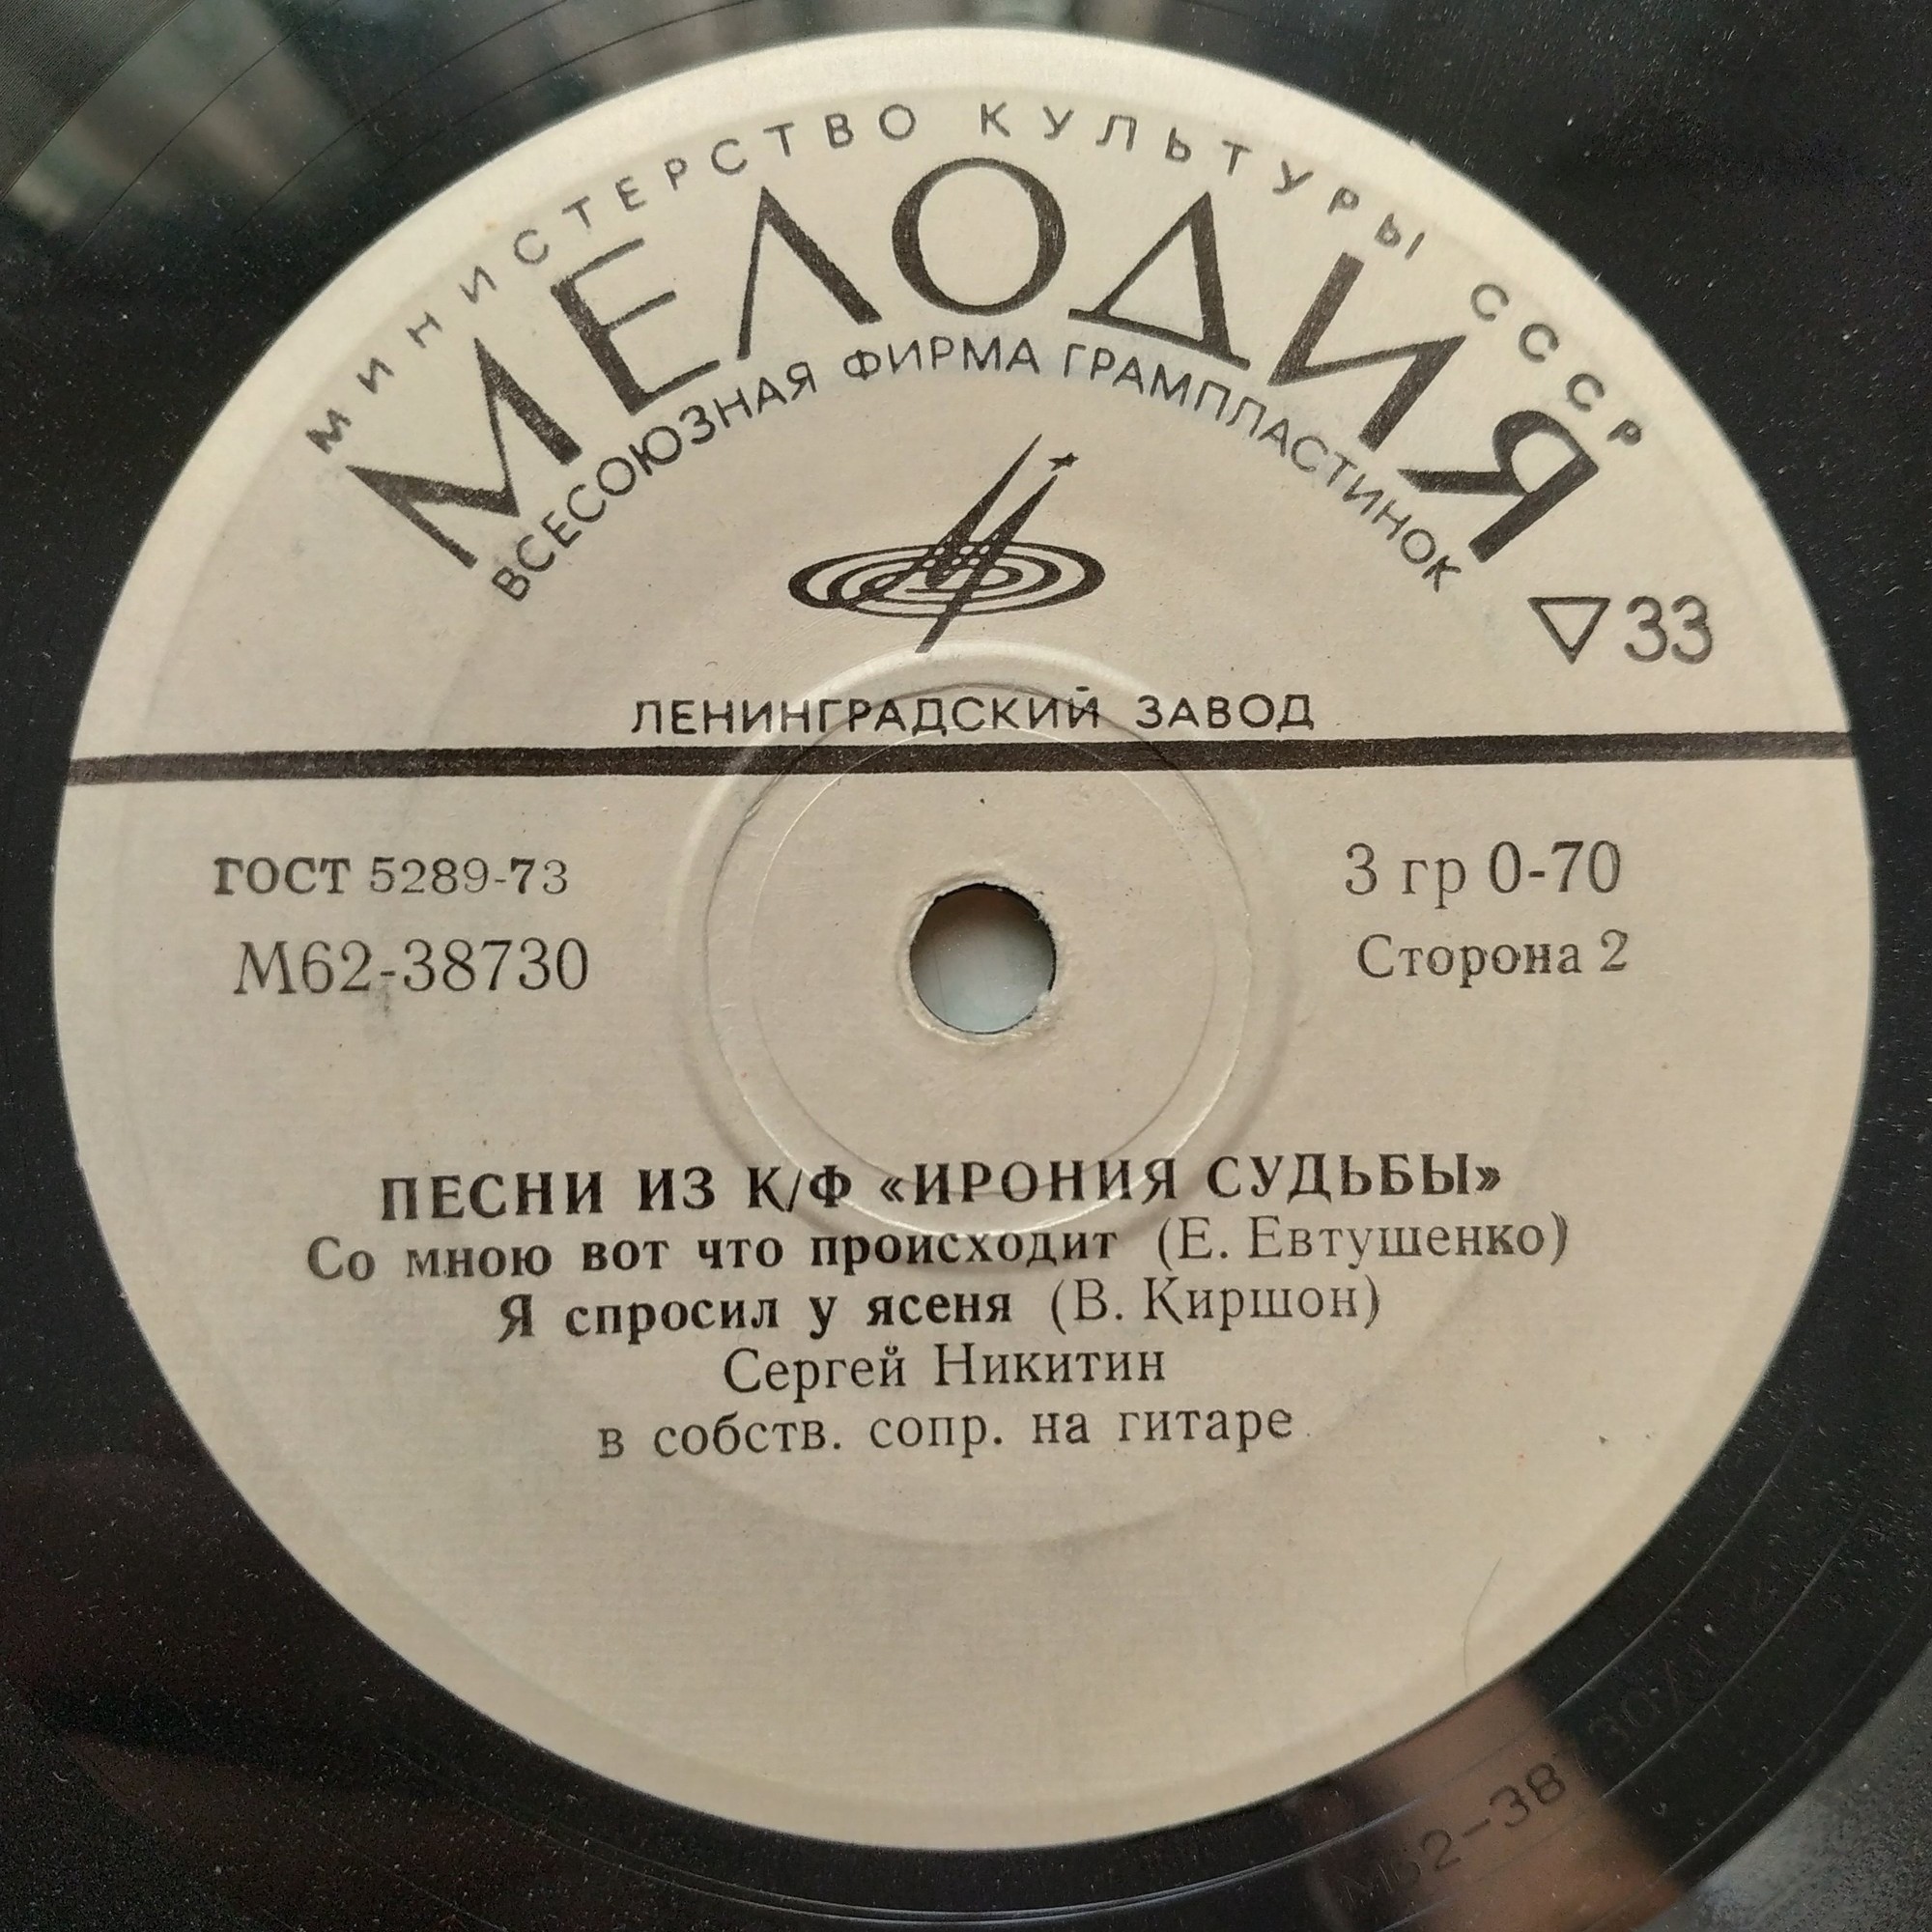 МИНИСТЕРСТВО КУЛЬТУРЫ СССР
МЕЛОДИЯ
ВСЕСОЮЗНАЯ ФИРМА ГРАМПЛАСТИНОК
▽33
ЛЕНИНГРАДСКИЙ ЗАВОД
ГОСТ 5289-73
3 гр 0-70
М62-38730
Сторона 2
ПЕСНИ ИЗ К/Ф «ИРОНИЯ СУДЬБЫ»
Со мною вот что происходит (Е. Евтушенко)
Я спросил у ясеня (В. Киршон)
Сергей Никитин
в собств. сопр. на гитаре
М62-38730